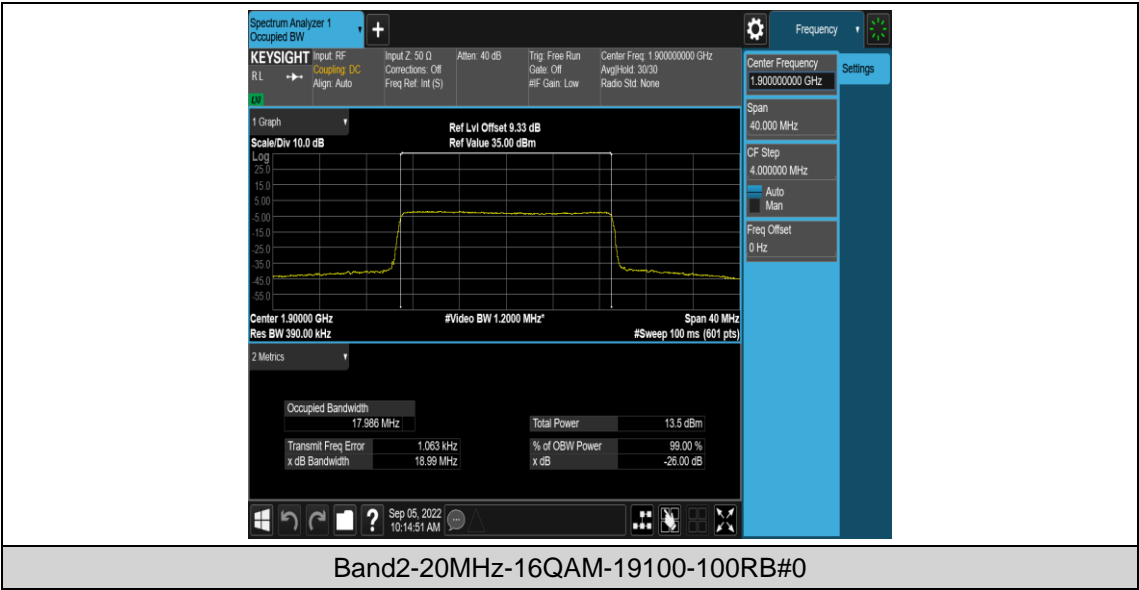 Spectrum Analyzer 1
Occupied BW
+
Frequency
KEYSIGHT
R L
LXI
Input: RF
Coupling: DC
Align: Auto
Input Z: 50 Ω
Corrections: Off
Freq Ref: Int (S)
Atten: 40 dB
Trig: Free Run
Gate: Off
#IF Gain: Low
Center Freq: 1.900000000 GHz
Avg|Hold: 30/30
Radio Std: None
Center Frequency
1.900000000 GHz
Settings
Span
40.000 MHz
CF Step
4.000000 MHz
Auto
Man
Freq Offset
0 Hz
1 Graph
Scale/Div 10.0 dB
Ref Lvl Offset 9.33 dB
Ref Value 35.00 dBm
Log
25.0
15.0
5.00
-5.00
-15.0
-25.0
-35.0
-45.0
-55.0
Center 1.90000 GHz
#Video BW 1.2000 MHz*
Span 40 MHz
Res BW 390.00 kHz
#Sweep 100 ms (601 pts)
2 Metrics
Occupied Bandwidth
17.986 MHz
Total Power 13.5 dBm
Transmit Freq Error 1.063 kHz
% of OBW Power 99.00 %
x dB Bandwidth 18.99 MHz
x dB -26.00 dB
?
Sep 05, 2022
10:14:51 AM
Band2-20MHz-16QAM-19100-100RB#0